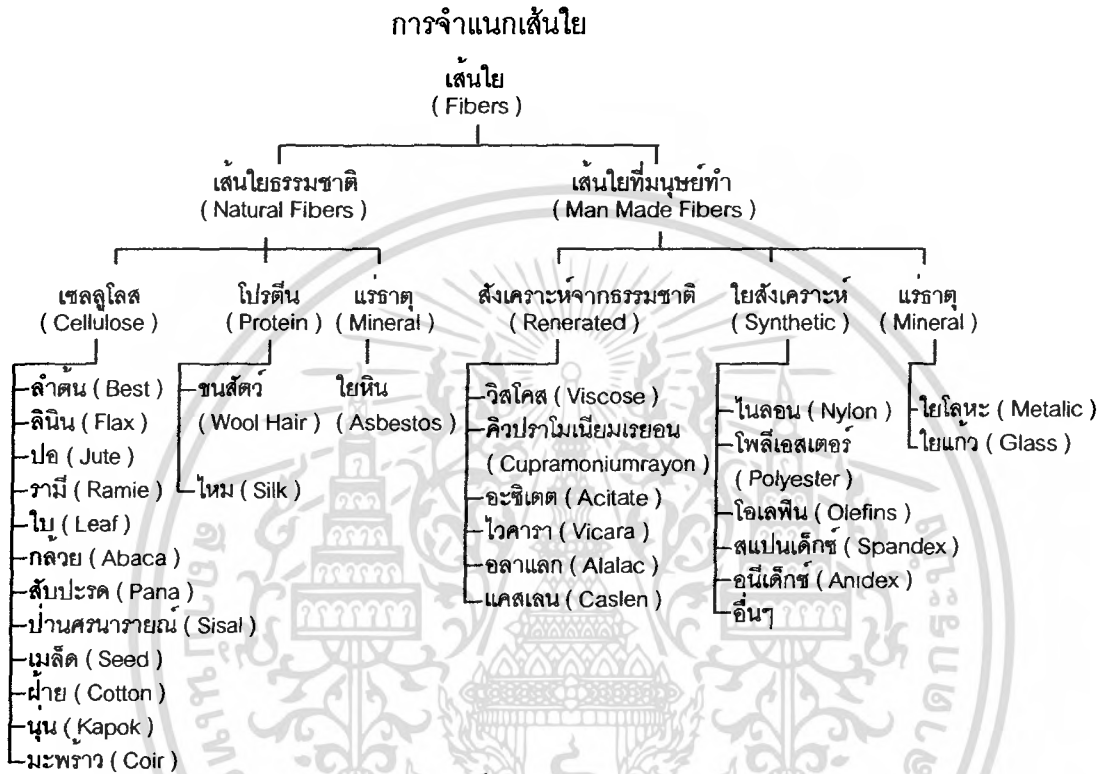 การจำแนกเส้นใย
เส้นใย
( Fibers )
เส้นใยธรรมชาติ
( Natural Fibers )
เส้นใยที่มนุษย์ทำ
( Man Made Fibers )
เซลลูโลส
( Cellulose )
โปรตีน
( Protein )
แร่ธาตุ
( Mineral )
สังเคราะห์จากธรรมชาติ
( Renerated )
ใยสังเคราะห์
( Synthetic )
แร่ธาตุ
( Mineral )
ลำต้น ( Best )
ลินิน ( Flax )
ปอ ( Jute )
รามี ( Ramie )
ใบ ( Leaf )
กล้วย ( Abaca )
สับปะรด ( Pana )
ป่านศรนารายณ์ ( Sisal )
เมล็ด ( Seed )
ฝ้าย ( Cotton )
นุ่น ( Kapok )
มะพร้าว ( Coir )
ขนสัตว์
( Wool Hair )
ไหม ( Silk )
ใยหิน
( Asbestos )
วิสโคส ( Viscose )
คิวปราโมเนียมเรยอน
( Cupramoniumrayon )
อะซิเตต ( Acitate )
ไวคารา ( Vicara )
อลาแลก ( Alalac )
แคสเลน ( Caslen )
ไนลอน ( Nylon )
โพลีเอสเตอร์
( Polyester )
โอเลฟีน ( Olefins )
สแปนเด็กซ์ ( Spandex )
อนีเด็กซ์ ( Anidex )
อื่นๆ
ใยโลหะ ( Metalic )
ใยแก้ว ( Glass )